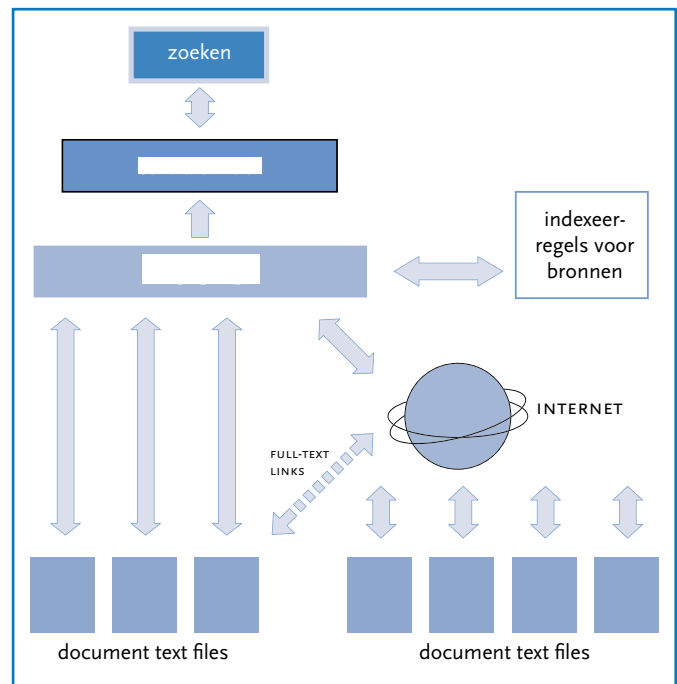 zoeken
indexeer-
regels voor
bronnen
INTERNET
FULL-TEXT
LINKS
document text files
document text files